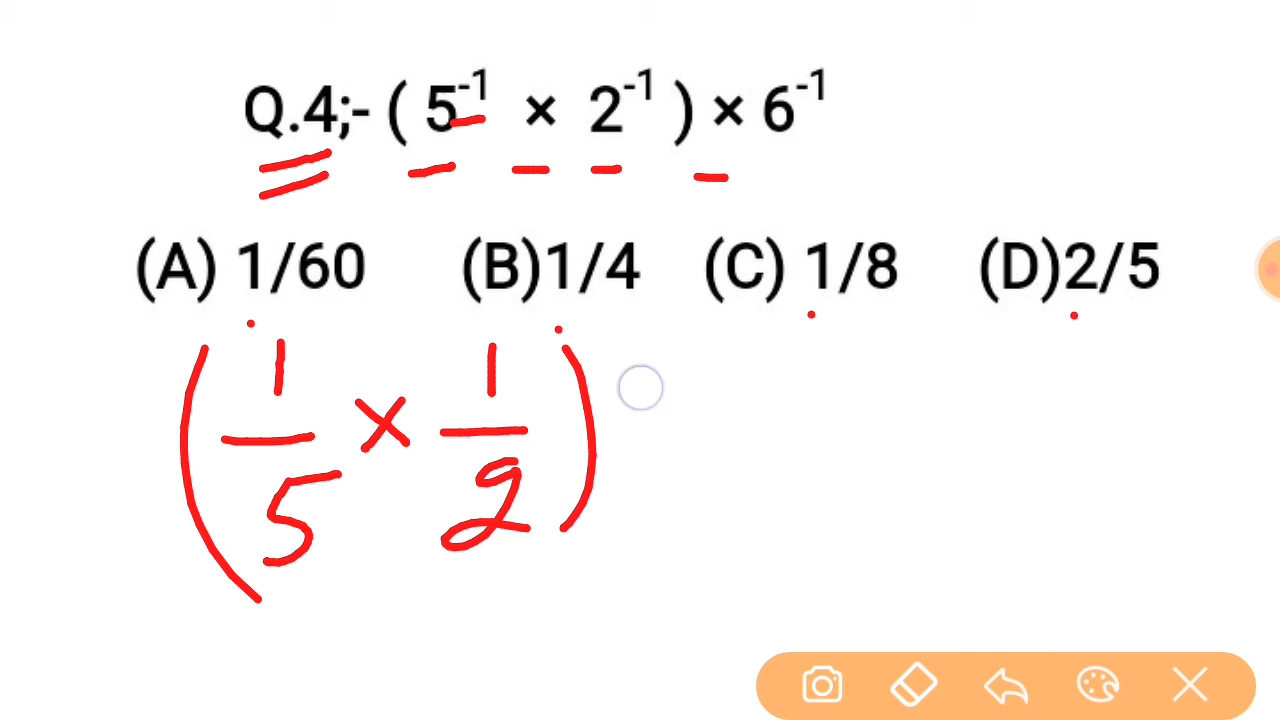 Q.4;- ( 5⁻¹ × 2⁻¹ ) × 6⁻¹
(A) 1/60 (B)1/4 (C) 1/8 (D)2/5
(1/5 × 1/2)